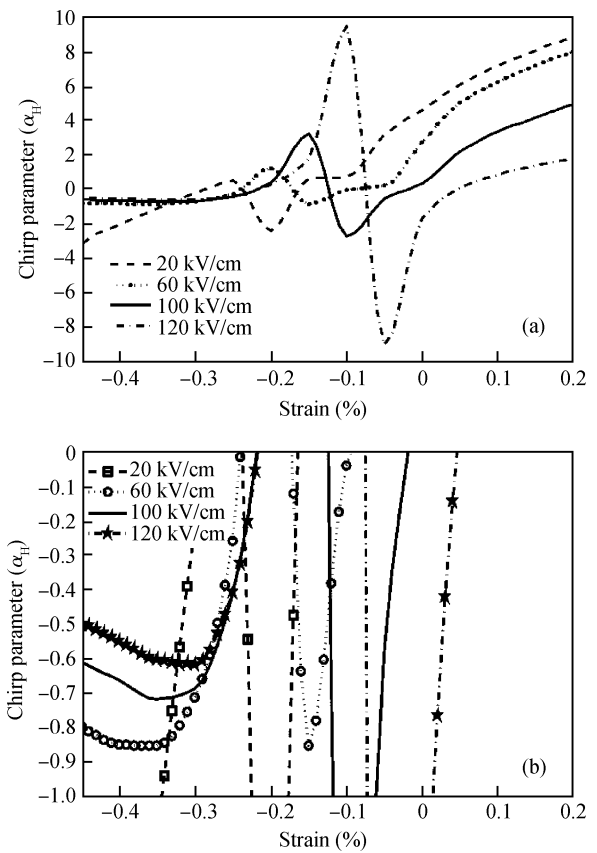 10
8
6
4
2
0
−2
−4
−6
−8
−10
Chirp parameter (αH)
20 kV/cm
60 kV/cm
100 kV/cm
120 kV/cm
(a)
−0.4 −0.3 −0.2 −0.1 0 0.1 0.2
Strain (%)
0
−0.1
−0.2
−0.3
−0.4
−0.5
−0.6
−0.7
−0.8
−0.9
−1.0
Chirp parameter (αH)
20 kV/cm
60 kV/cm
100 kV/cm
120 kV/cm
(b)
−0.4 −0.3 −0.2 −0.1 0 0.1 0.2
Strain (%)